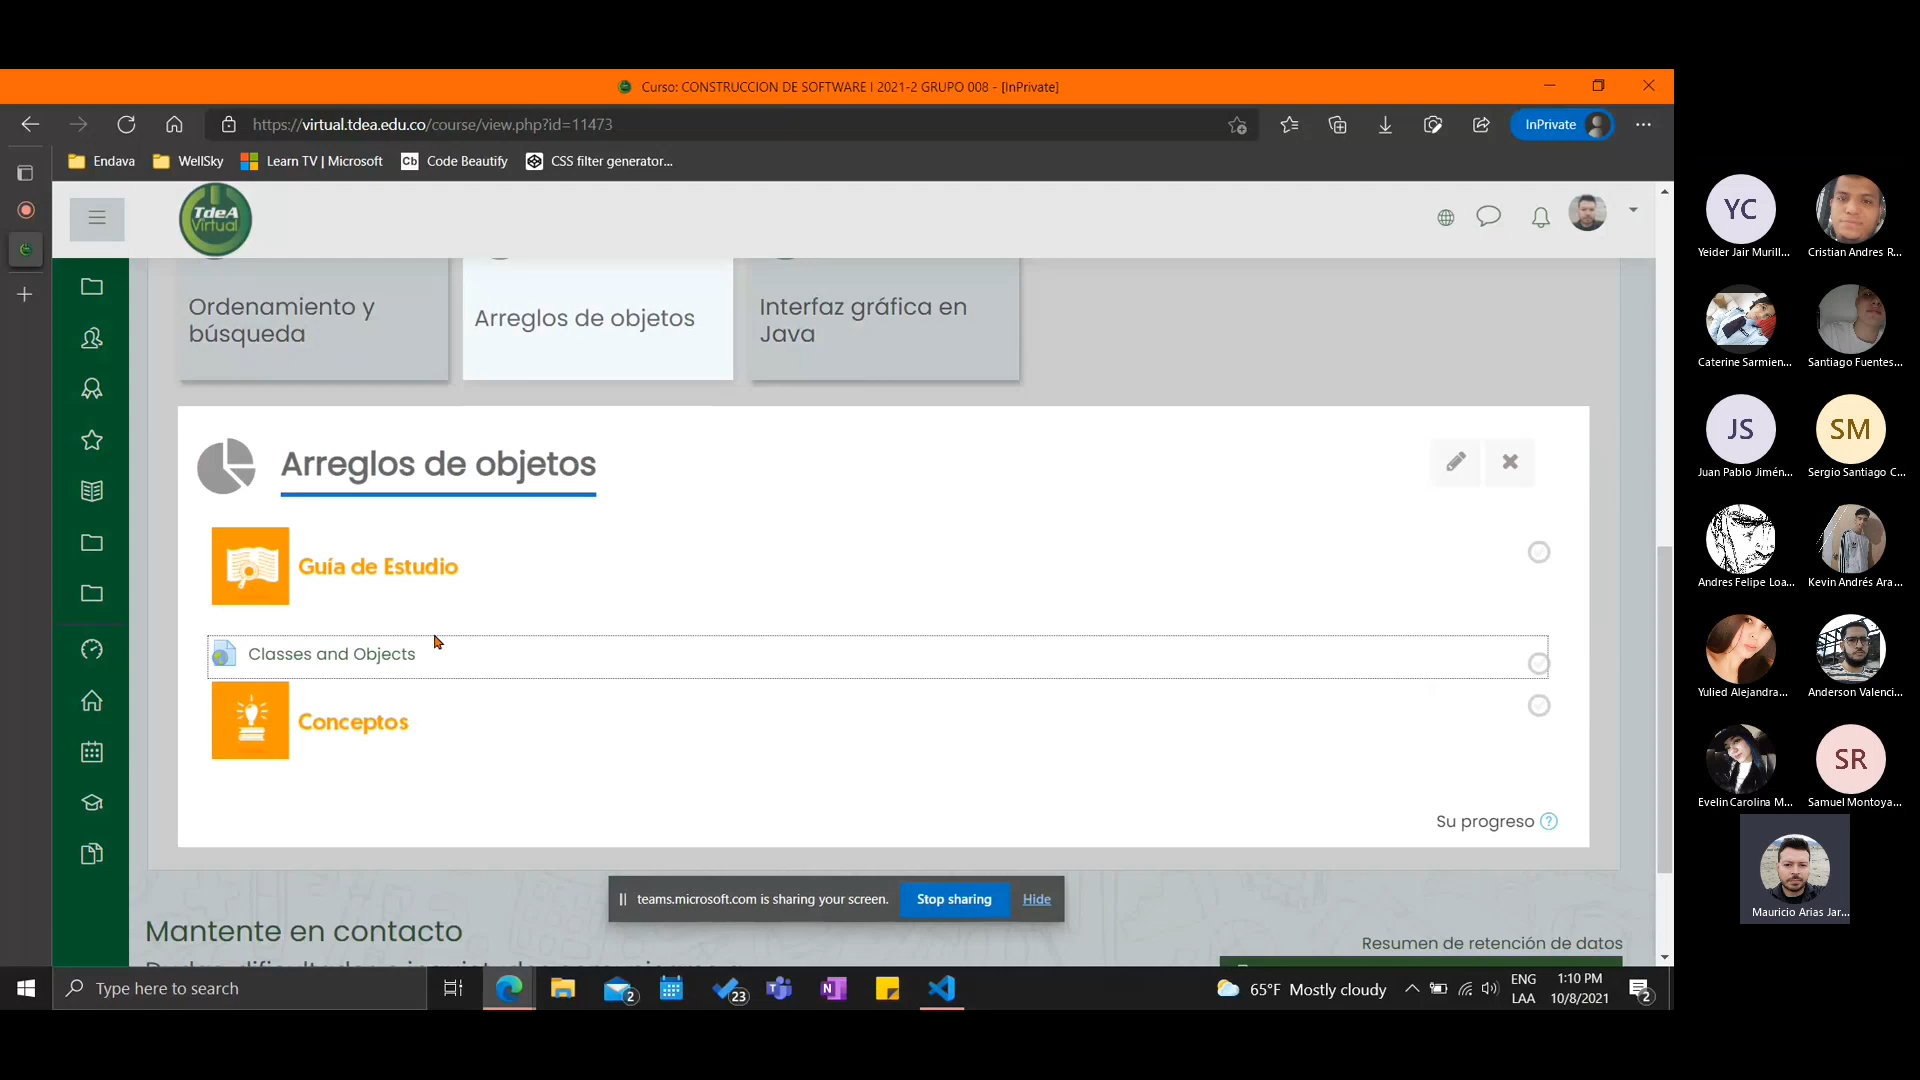 Curso: CONSTRUCCION DE SOFTWARE I 2021-2 GRUPO 008 - [InPrivate]
https://virtual.tdea.edu.co/course/view.php?id=11473
InPrivate
Endava
WellSky
Learn TV | Microsoft
Cb
Code Beautify
CSS filter generator...
TdeA
Virtual
Ordenamiento y
búsqueda
Arreglos de objetos
Interfaz gráfica en
Java
Arreglos de objetos
Guía de Estudio
Classes and Objects
Conceptos
Su progreso
teams.microsoft.com is sharing your screen.
Stop sharing
Hide
Mantente en contacto
Resumen de retención de datos
Type here to search
2
23
65°F Mostly cloudy
ENG
LAA
1:10 PM
10/8/2021
2
YC
Yeider Jair Murill...
Cristian Andres R...
Caterine Sarmien...
Santiago Fuentes...
JS
Juan Pablo Jimén...
SM
Sergio Santiago C...
Andres Felipe Loa...
Kevin Andrés Ara...
Yulied Alejandra...
Anderson Valenci...
Evelin Carolina M...
SR
Samuel Montoya...
Mauricio Arias Jar...